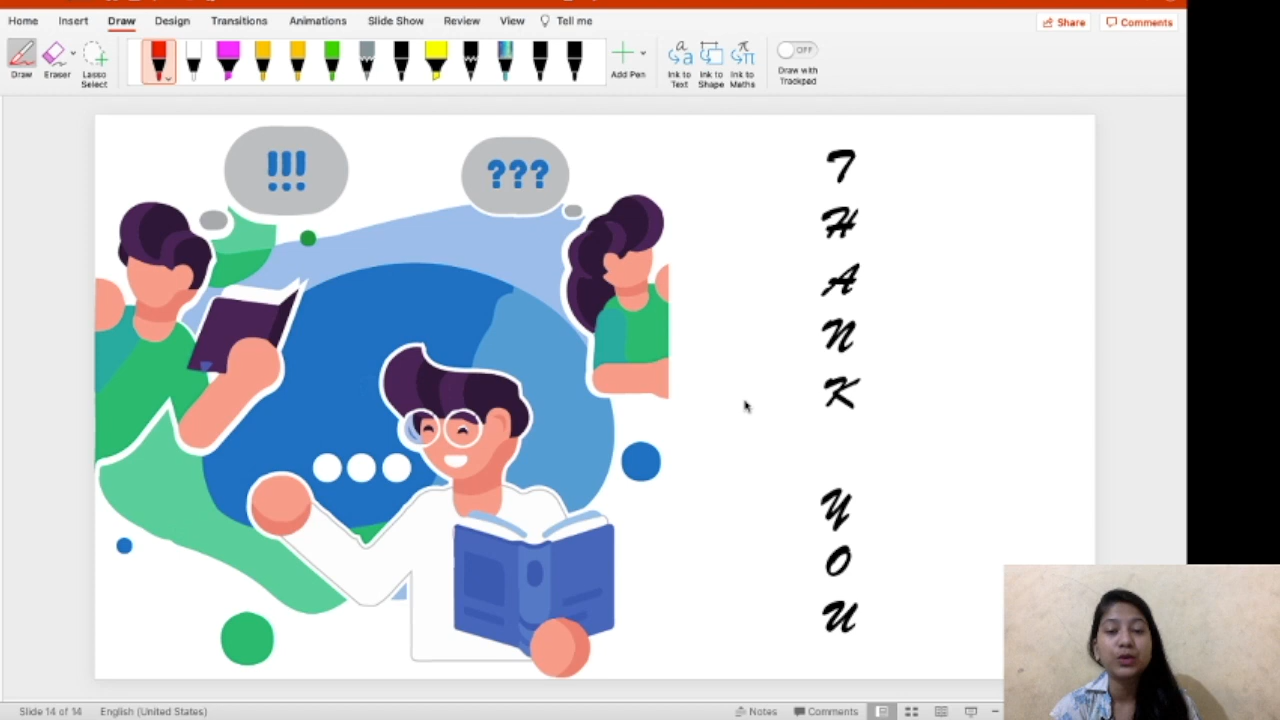 Home Insert Draw Design Transitions Animations Slide Show Review View Tell me
Share Comments
Draw Eraser Lasso Select
Add Pen
Ink to Text Ink to Shape Ink to Maths
OFF
Draw with Trackpad
!!!
???
T
H
A
N
K
Y
O
U
Slide 14 of 14 English (United States)
Notes Comments